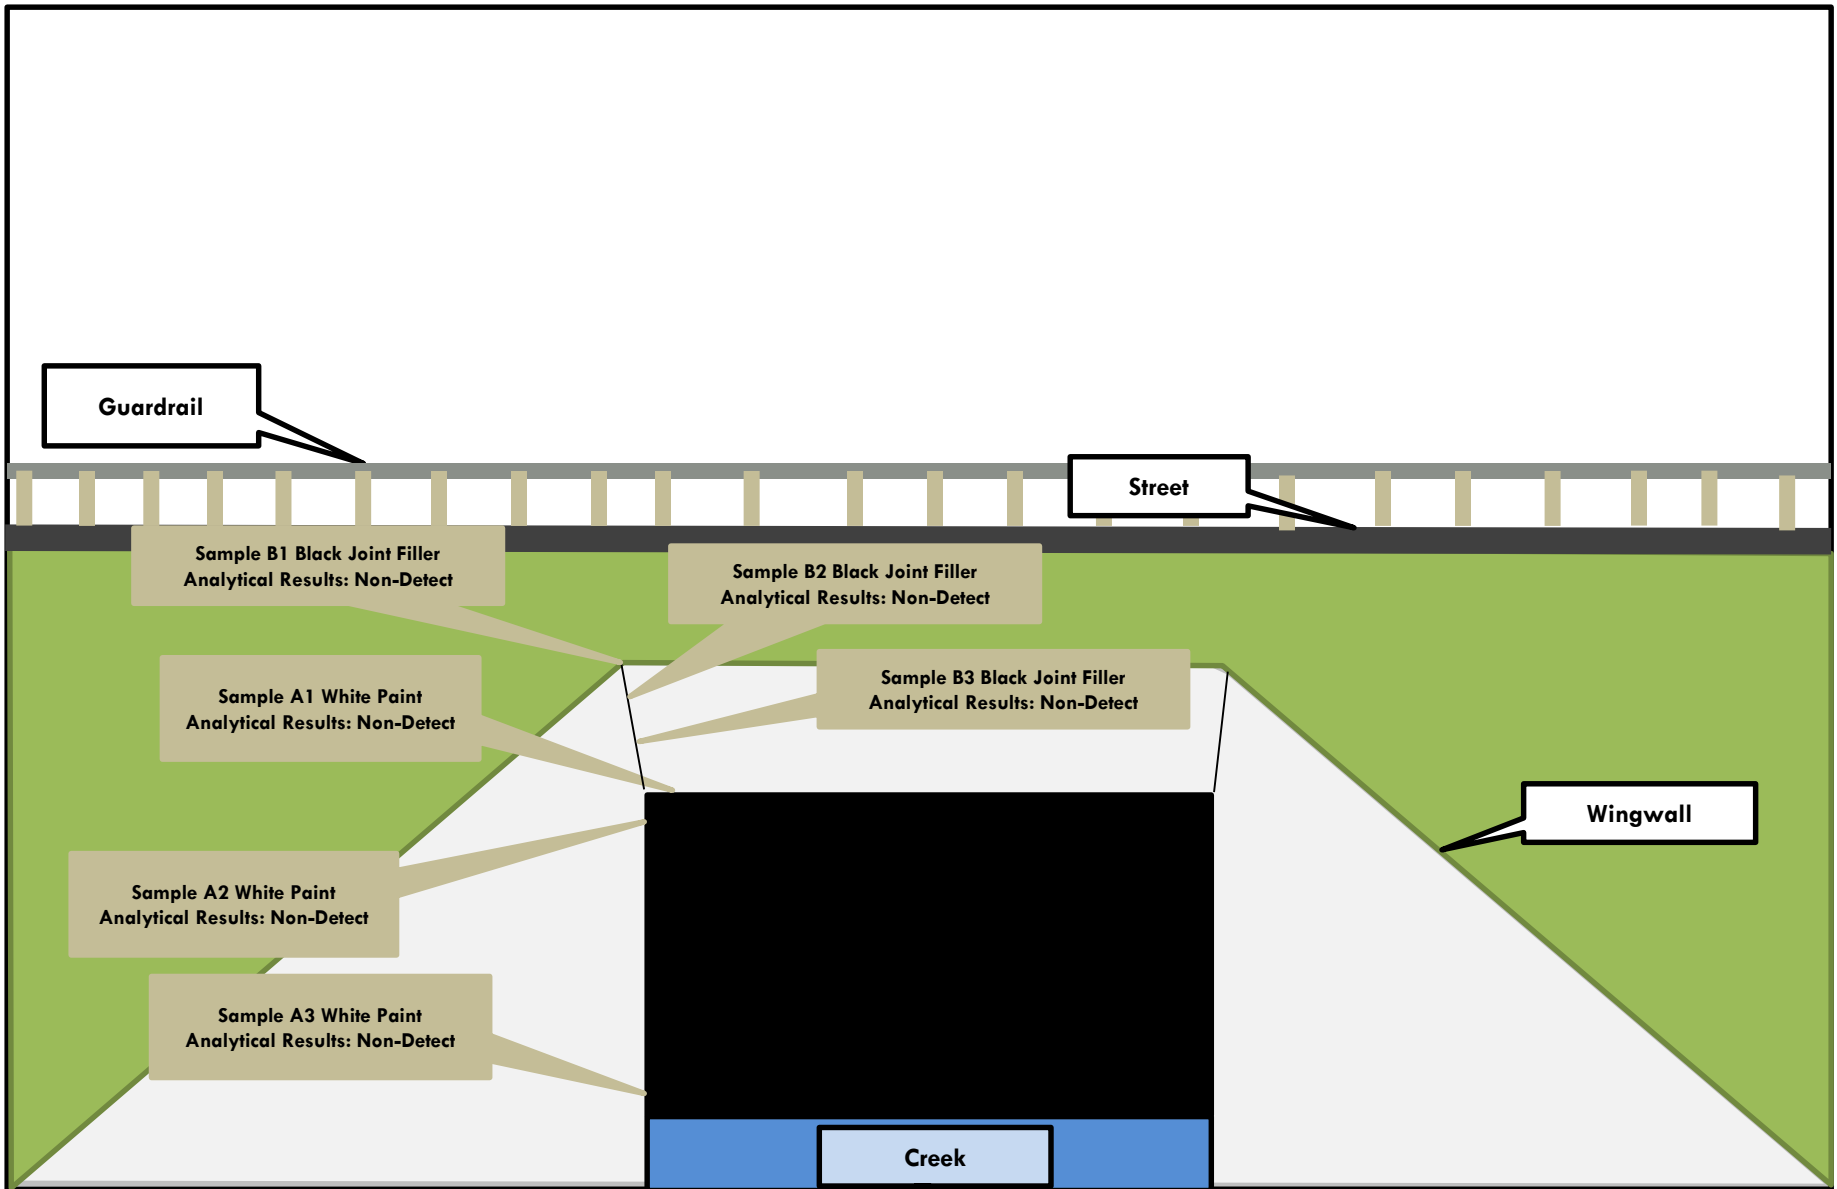 Guardrail
Street
Sample B1 Black Joint Filler
Analytical Results: Non-Detect
Sample B2 Black Joint Filler
Analytical Results: Non-Detect
Sample B3 Black Joint Filler
Analytical Results: Non-Detect
Sample A1 White Paint
Analytical Results: Non-Detect
Wingwall
Sample A2 White Paint
Analytical Results: Non-Detect
Sample A3 White Paint
Analytical Results: Non-Detect
Creek